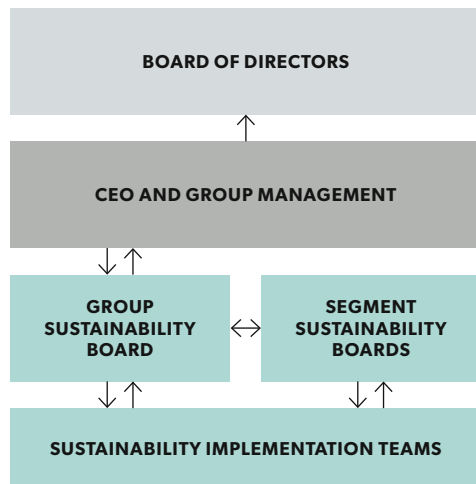 BOARD OF DIRECTORS
CEO AND GROUP MANAGEMENT
GROUP
SUSTAINABILITY
BOARD
SEGMENT
SUSTAINABILITY
BOARDS
SUSTAINABILITY IMPLEMENTATION TEAMS